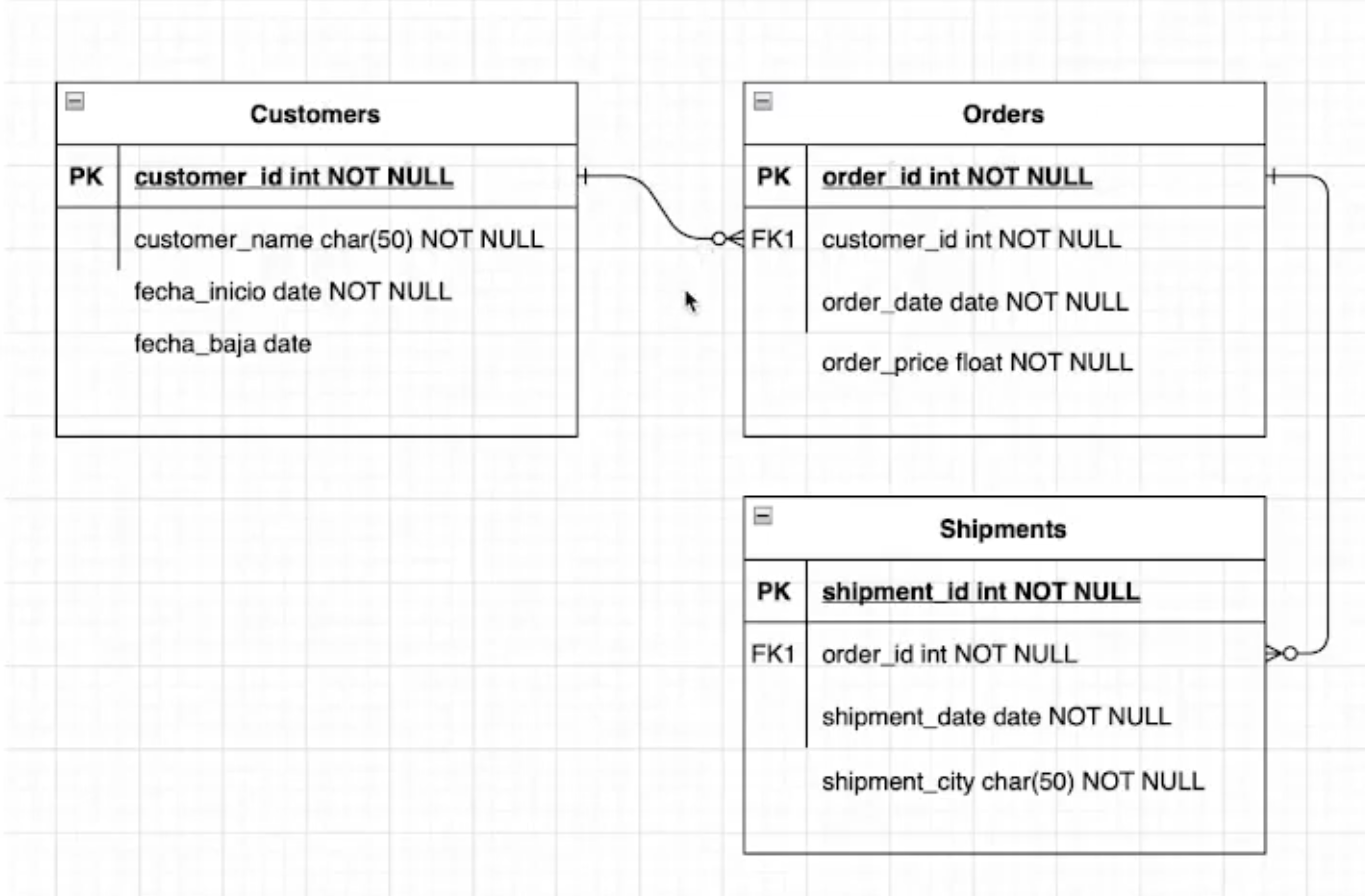 Customers
PK customer_id int NOT NULL
customer_name char(50) NOT NULL
fecha_inicio date NOT NULL
fecha_baja date
Orders
PK order_id int NOT NULL
FK1 customer_id int NOT NULL
order_date date NOT NULL
order_price float NOT NULL
Shipments
PK shipment_id int NOT NULL
FK1 order_id int NOT NULL
shipment_date date NOT NULL
shipment_city char(50) NOT NULL